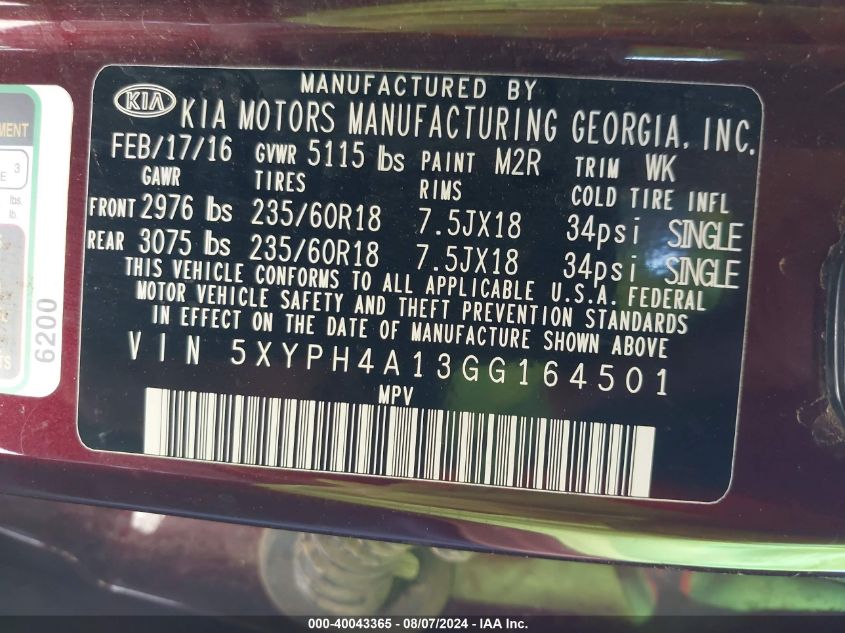 MANUFACTURED BY
KIA KIA MOTORS MANUFACTURING GEORGIA, INC.
FEB/17/16 GVWR 5115 lbs PAINT M2R TRIM WK
GAWR TIRES RIMS COLD TIRE INFL
FRONT 2976 lbs 235/60R18 7.5JX18 34psi SINGLE
REAR 3075 lbs 235/60R18 7.5JX18 34psi SINGLE
THIS VEHICLE CONFORMS TO ALL APPLICABLE U.S.A. FEDERAL
MOTOR VEHICLE SAFETY AND THEFT PREVENTION STANDARDS
IN EFFECT ON THE DATE OF MANUFACTURE SHOWN ABOVE
VIN 5XYPH4A13GG164501
MPV
3
lbs.
6200
000-40043365 - 08/07/2024 - IAA Inc.